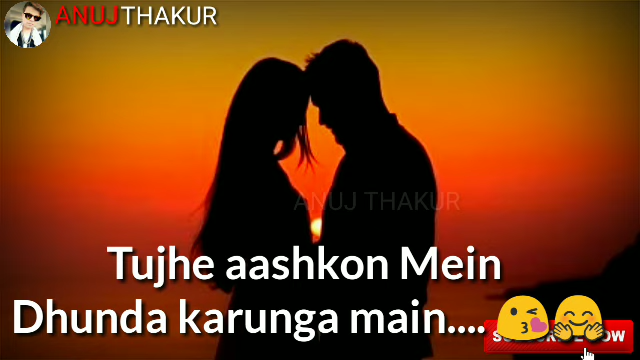 ANUJTHAKUR
ANUJ THAKUR
Tujhe aashkon Mein
Dhunda karunga main....😘🤗